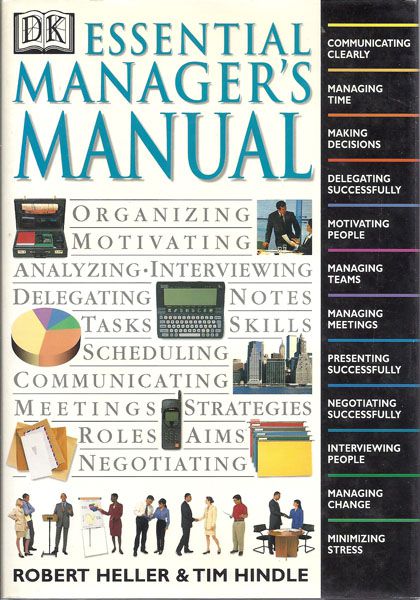 DK
ESSENTIAL
MANAGER'S
MANUAL
ORGANIZING
MOTIVATING
ANALYZING • INTERVIEWING
DELEGATING NOTES
TASKS SKILLS
SCHEDULING
COMMUNICATING
MEETINGS STRATEGIES
ROLES AIMS
NEGOTIATING
ROBERT HELLER & TIM HINDLE
COMMUNICATING
CLEARLY
MANAGING
TIME
MAKING
DECISIONS
DELEGATING
SUCCESSFULLY
MOTIVATING
PEOPLE
MANAGING
TEAMS
MANAGING
MEETINGS
PRESENTING
SUCCESSFULLY
NEGOTIATING
SUCCESSFULLY
INTERVIEWING
PEOPLE
MANAGING
CHANGE
MINIMIZING
STRESS